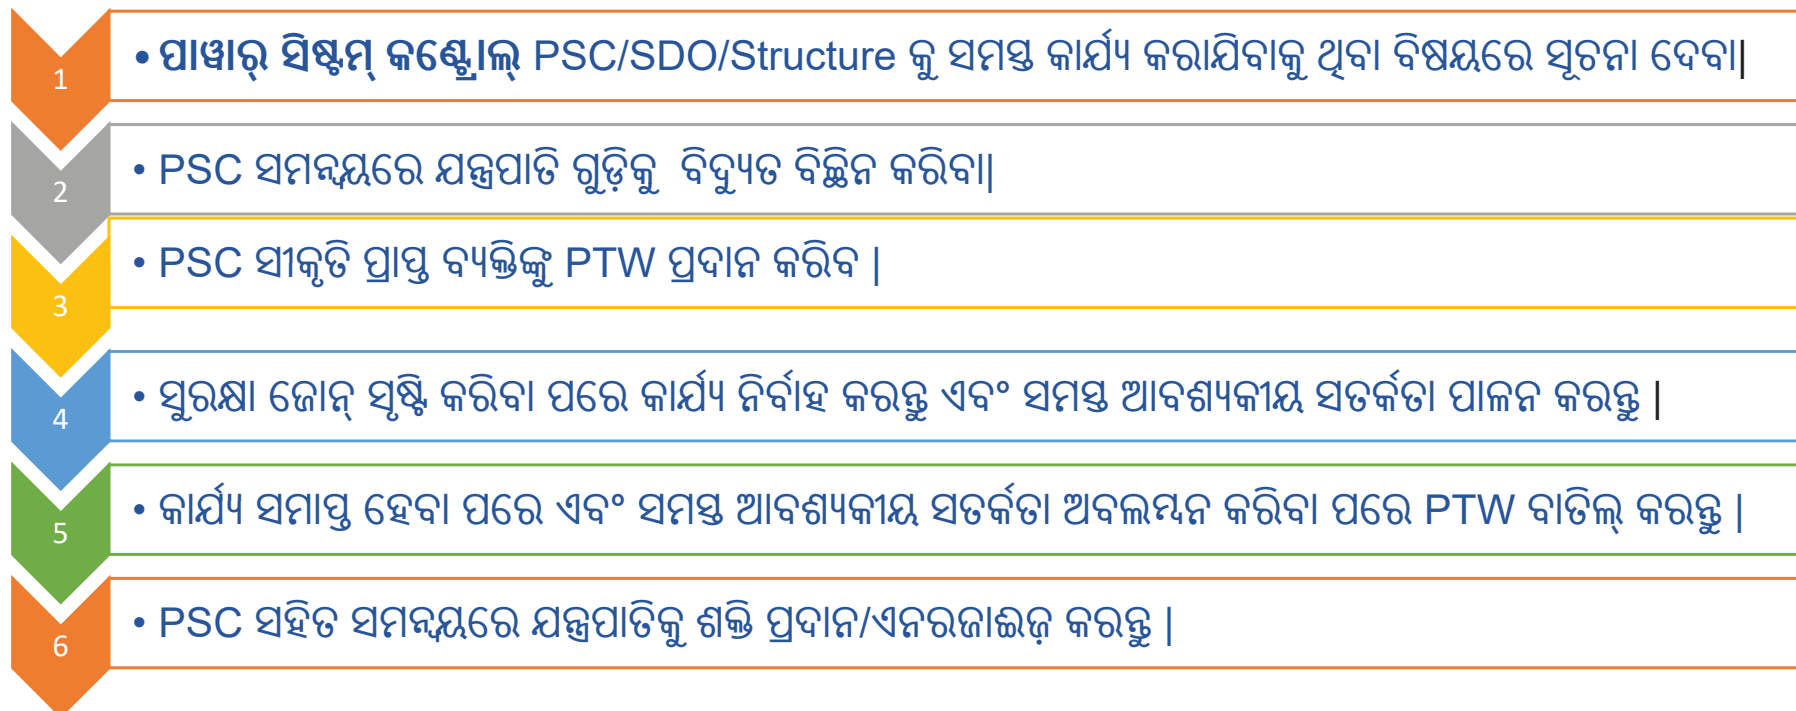 1
• ପାୱାର୍ ସିଷ୍ଟମ୍ କଣ୍ଟ୍ରୋଲ୍ PSC/SDO/Structure କୁ ସମସ୍ତ କାର୍ଯ୍ୟ କରାଯିବାକୁ ଥିବା ବିଷୟରେ ସୂଚନା ଦେବା|
2
• PSC ସମନ୍ୱୟରେ ଯନ୍ତ୍ରପାତି ଗୁଡ଼ିକୁ ବିଦ୍ୟୁତ ବିଚ୍ଛିନ କରିବା|
3
• PSC ସୀକୃତି ପ୍ରାପ୍ତ ବ୍ୟକ୍ତିଙ୍କୁ PTW ପ୍ରଦାନ କରିବ |
4
• ସୁରକ୍ଷା ଜୋନ୍ ସୃଷ୍ଟି କରିବା ପରେ କାର୍ଯ୍ୟ ନିର୍ବାହ କରନ୍ତୁ ଏବଂ ସମସ୍ତ ଆବଶ୍ୟକୀୟ ସତର୍କତା ପାଳନ କରନ୍ତୁ |
5
• କାର୍ଯ୍ୟ ସମାପ୍ତ ହେବା ପରେ ଏବଂ ସମସ୍ତ ଆବଶ୍ୟକୀୟ ସତର୍କତା ଅବଲମ୍ବନ କରିବା ପରେ PTW ବାତିଲ୍ କରନ୍ତୁ |
6
• PSC ସହିତ ସମନ୍ୱୟରେ ଯନ୍ତ୍ରପାତିକୁ ଶକ୍ତି ପ୍ରଦାନ/ଏନରଜାଈଜ଼ କରନ୍ତୁ |